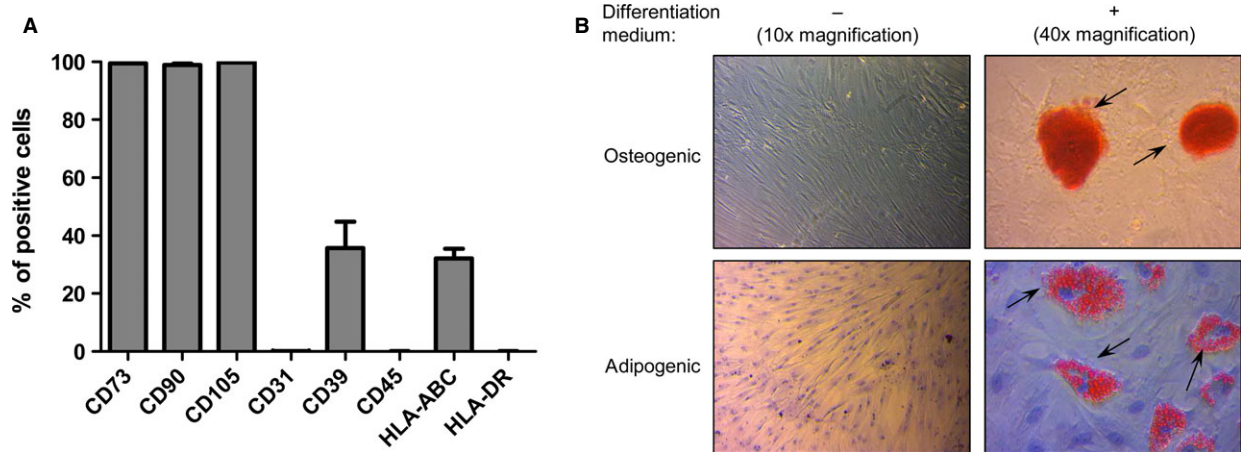 A
% of positive cells
100
80
60
40
20
0
CD73
CD90
CD105
CD31
CD39
CD45
HLA-ABC
HLA-DR
B
Differentiation
medium:
–
(10x magnification)
+
(40x magnification)
Osteogenic
Adipogenic